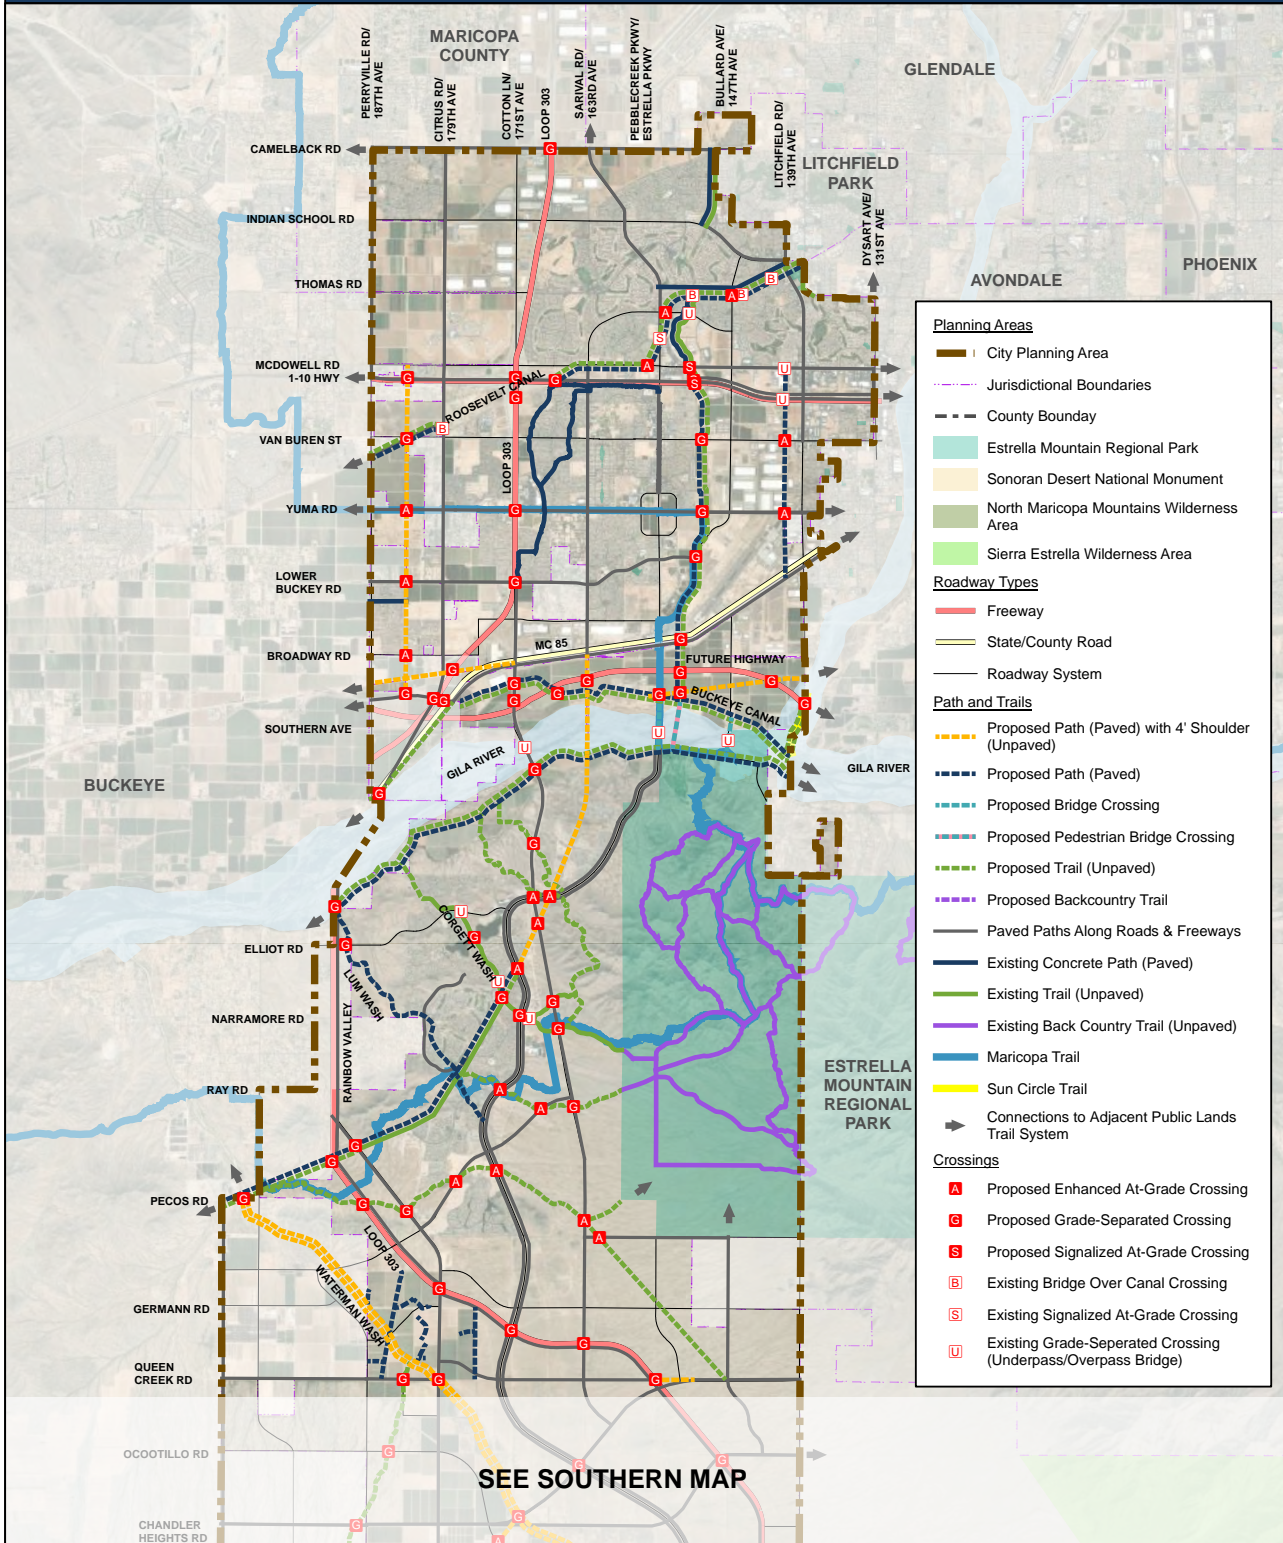 MARICOPA
COUNTY
GLENDALE
PERRYVILLE RD/
187TH AVE
CITRUS RD/
179TH AVE
COTTON LN/
171ST AVE
LOOP 303
SARIVAL RD/
163RD AVE
PEBBLECREEK PKWY/
ESTRELLA PKWY
BULLARD AVE/
147TH AVE
LITCHFIELD RD/
139TH AVE
DYSART AVE/
131ST AVE
LITCHFIELD
PARK
AVONDALE
PHOENIX
CAMELBACK RD
INDIAN SCHOOL RD
THOMAS RD
MCDOWELL RD
1-10 HWY
ROOSEVELT CANAL
VAN BUREN ST
LOOP 303
YUMA RD
LOWER
BUCKEY RD
MC 85
BROADWAY RD
FUTURE HIGHWAY
BUCKEYE CANAL
SOUTHERN AVE
GILA RIVER
GILA RIVER
BUCKEYE
CORGETT WASH
ELLIOT RD
LUM WASH
NARRAMORE RD
RAINBOW VALLEY
RAY RD
ESTRELLA
MOUNTAIN
REGIONAL
PARK
PECOS RD
LOOP 303
WATERMAN WASH
GERMANN RD
QUEEN
CREEK RD
OCOOTILLO RD
SEE SOUTHERN MAP
CHANDLER
HEIGHTS RD
Planning Areas
City Planning Area
Jurisdictional Boundaries
County Bounday
Estrella Mountain Regional Park
Sonoran Desert National Monument
North Maricopa Mountains Wilderness
Area
Sierra Estrella Wilderness Area
Roadway Types
Freeway
State/County Road
Roadway System
Path and Trails
Proposed Path (Paved) with 4' Shoulder
(Unpaved)
Proposed Path (Paved)
Proposed Bridge Crossing
Proposed Pedestrian Bridge Crossing
Proposed Trail (Unpaved)
Proposed Backcountry Trail
Paved Paths Along Roads & Freeways
Existing Concrete Path (Paved)
Existing Trail (Unpaved)
Existing Back Country Trail (Unpaved)
Maricopa Trail
Sun Circle Trail
Connections to Adjacent Public Lands
Trail System
Crossings
A Proposed Enhanced At-Grade Crossing
G Proposed Grade-Separated Crossing
S Proposed Signalized At-Grade Crossing
B Existing Bridge Over Canal Crossing
S Existing Signalized At-Grade Crossing
U Existing Grade-Seperated Crossing
(Underpass/Overpass Bridge)